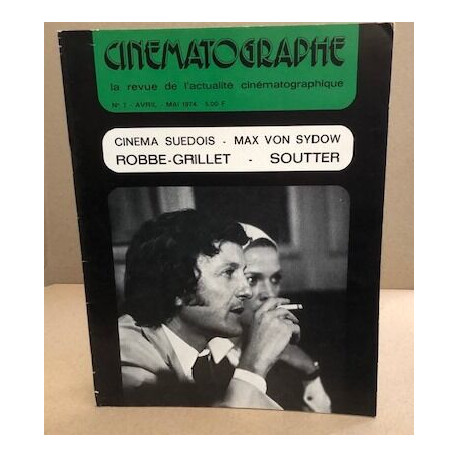 CINEMATOGRAPHE
la revue de l'actualité cinématographique
N° 7 - AVRIL - MAI 1974 5,00 F
CINEMA SUEDOIS - MAX VON SYDOW
ROBBE-GRILLET - SOUTTER